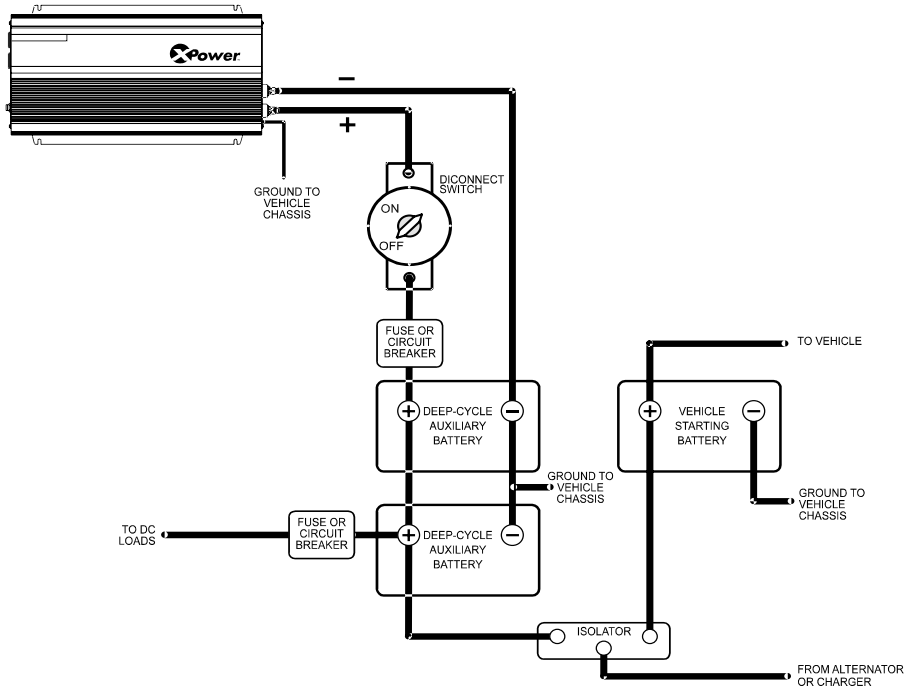 XPower
−
+
GROUND TO
VEHICLE
CHASSIS
DICONNECT
SWITCH
ON
OFF
FUSE OR
CIRCUIT
BREAKER
TO VEHICLE
+
DEEP-CYCLE
AUXILIARY
BATTERY
−
+
VEHICLE
STARTING
BATTERY
−
GROUND TO
VEHICLE
CHASSIS
GROUND TO
VEHICLE
CHASSIS
TO DC
LOADS
FUSE OR
CIRCUIT
BREAKER
+
DEEP-CYCLE
AUXILIARY
BATTERY
−
ISOLATOR
FROM ALTERNATOR
OR CHARGER